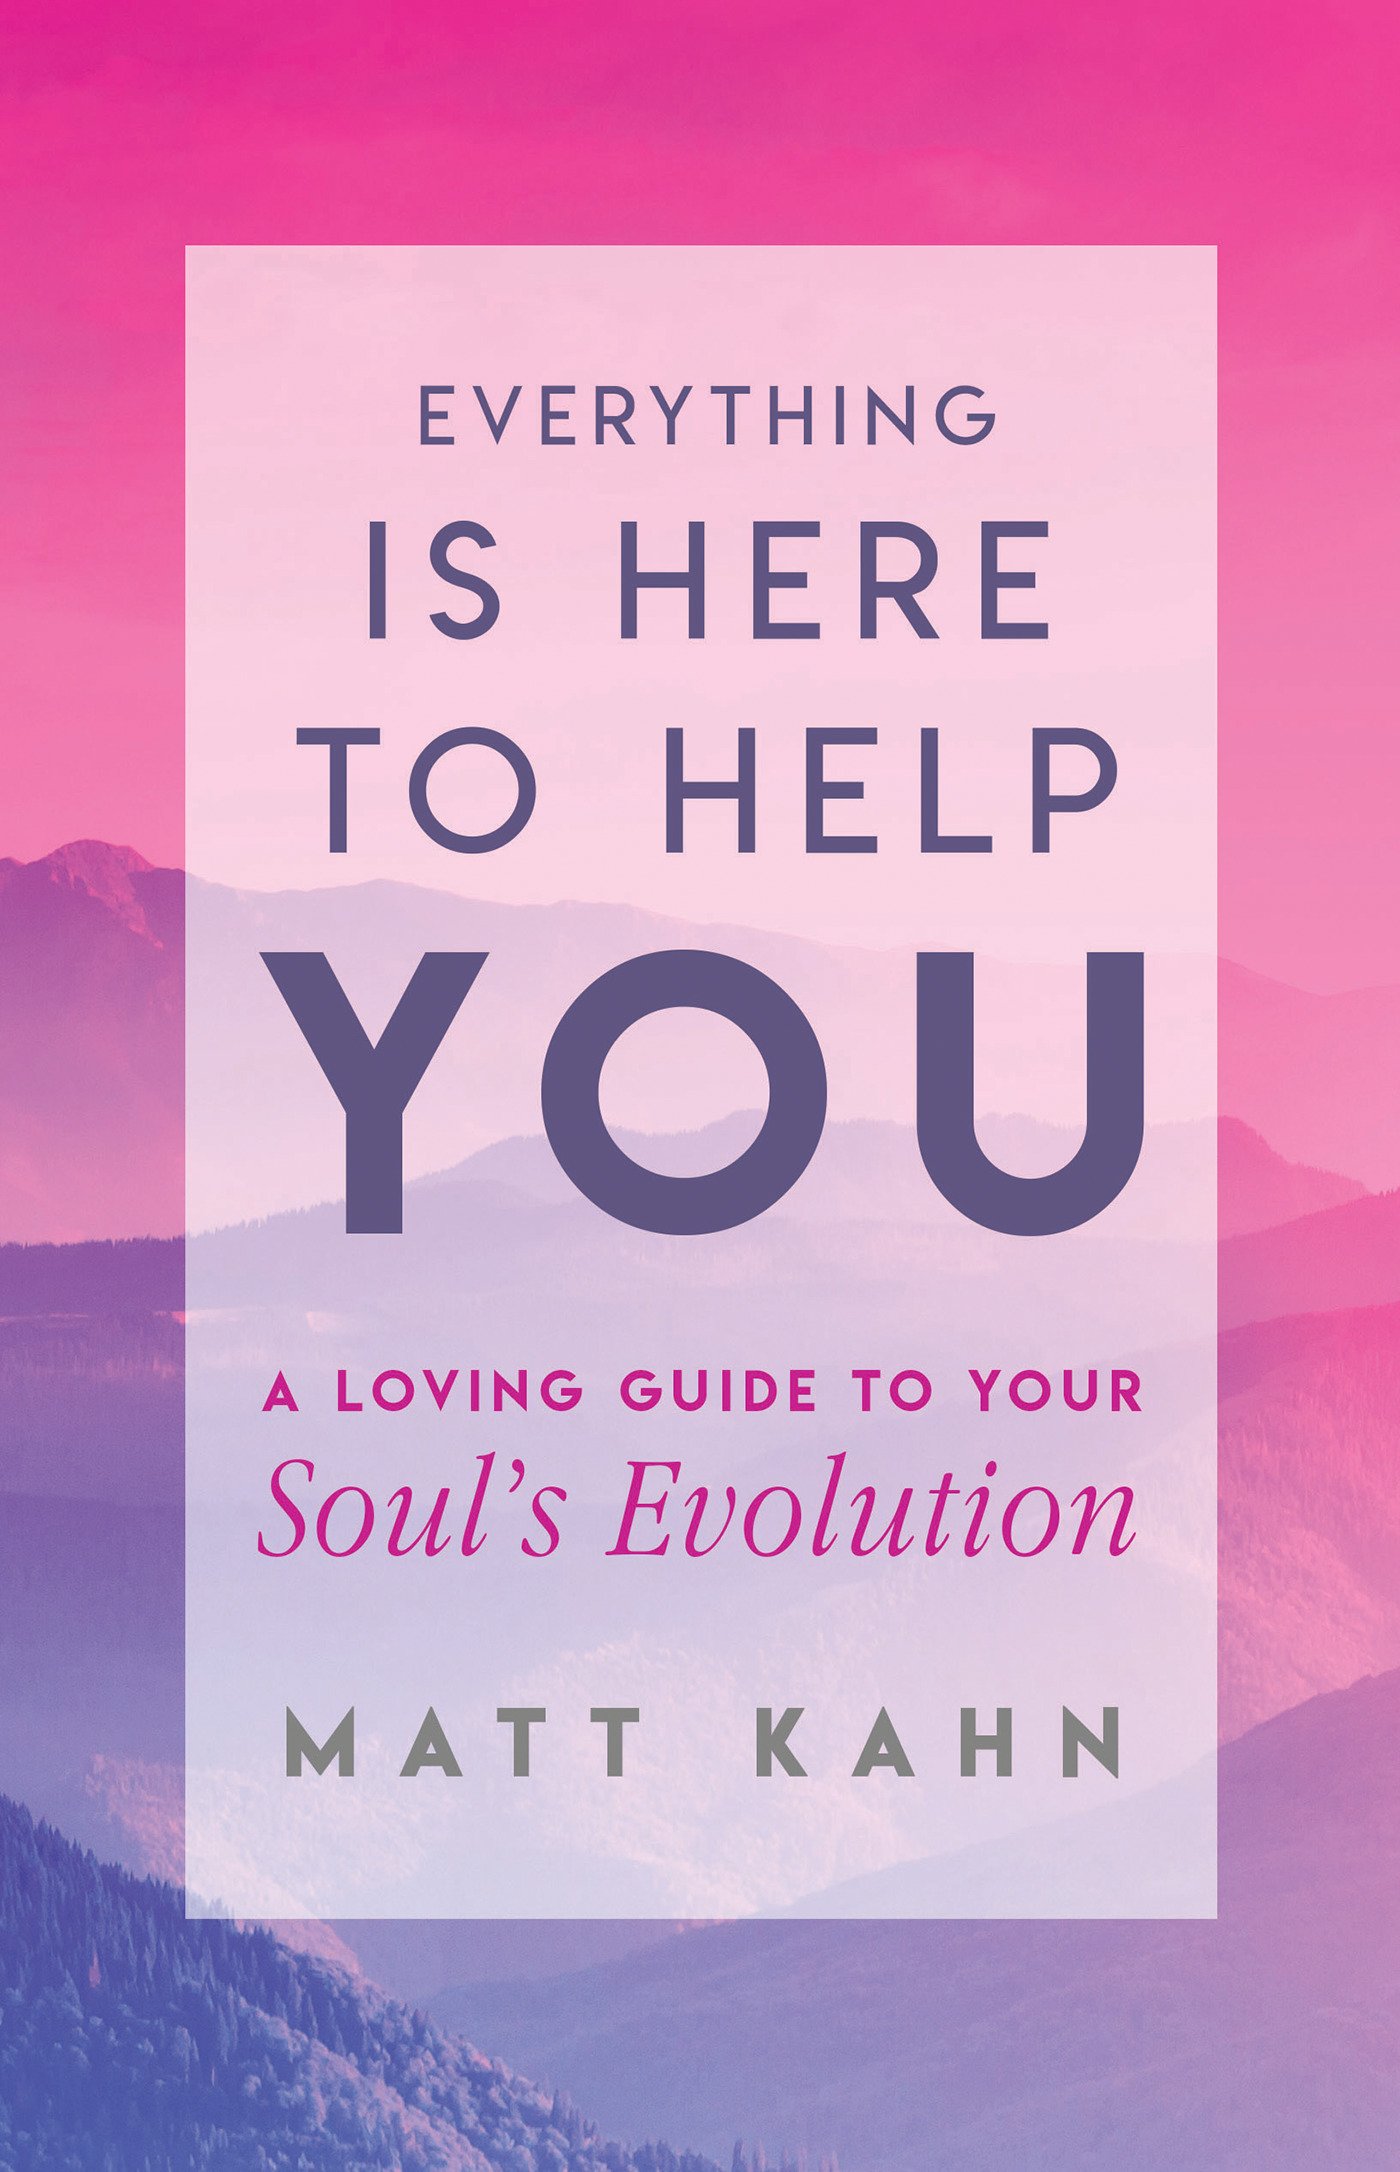 EVERYTHING
IS HERE
TO HELP
YOU
A LOVING GUIDE TO YOUR
Soul's Evolution
MATT KAHN